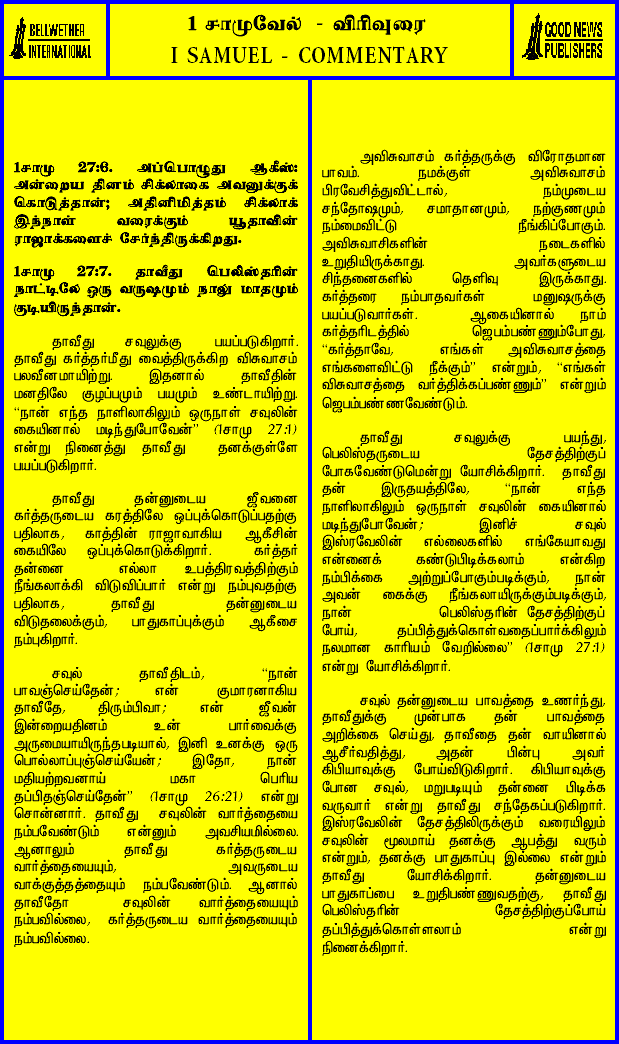 BELLWETHER
INTERNATIONAL
1 சாமுவேல் - விரிவுரை
I SAMUEL - COMMENTARY
GOOD NEWS
PUBLISHERS
1சாமு 27:6. அப்பொழுது ஆகீஸ்:
அன்றைய தினம் சிக்லாகை அவனுக்குக்
கொடுத்தான்; அதினிமித்தம் சிக்லாக்
இந்நாள் வரைக்கும் யூதாவின்
ராஜாக்களைச் சேர்ந்திருக்கிறது.
1சாமு 27:7. தாவீது பெலிஸ்தரின்
நாட்டிலே ஒரு வருஷமும் நாலு மாதமும்
குடியிருந்தான்.
தாவீது சவுலுக்கு பயப்படுகிறார்.
தாவீது கர்த்தர்மீது வைத்திருக்கிற விசுவாசம்
பலவீனமாயிற்று. இதனால் தாவீதின்
மனதிலே குழப்பமும் பயமும் உண்டாயிற்று.
“நான் எந்த நாளிலாகிலும் ஒருநாள் சவுலின்
கையினால் மடிந்துபோவேன்” (1சாமு 27:1)
என்று நினைத்து தாவீது தனக்குள்ளே
பயப்படுகிறார்.
தாவீது தன்னுடைய ஜீவனை
கர்த்தருடைய கரத்திலே ஒப்புக்கொடுப்பதற்கு
பதிலாக, காத்தின் ராஜாவாகிய ஆகீசின்
கையிலே ஒப்புக்கொடுக்கிறார். கர்த்தர்
தன்னை எல்லா உபத்திரவத்திற்கும்
நீங்கலாக்கி விடுவிப்பார் என்று நம்புவதற்கு
பதிலாக, தாவீது தன்னுடைய
விடுதலைக்கும், பாதுகாப்புக்கும் ஆகீசை
நம்புகிறார்.
சவுல் தாவீதிடம், “நான்
பாவஞ்செய்தேன்; என் குமாரனாகிய
தாவீதே, திரும்பிவா; என் ஜீவன்
இன்றையதினம் உன் பார்வைக்கு
அருமையாயிருந்தபடியால், இனி உனக்கு ஒரு
பொல்லாப்புஞ்செய்யேன்; இதோ, நான்
மதியற்றவனாய் மகா பெரிய
தப்பிதஞ்செய்தேன்” (1சாமு 26:21) என்று
சொன்னார். தாவீது சவுலின் வார்த்தையை
நம்பவேண்டும் என்னும் அவசியமில்லை.
ஆனாலும் தாவீது கர்த்தருடைய
வார்த்தையையும், அவருடைய
வாக்குத்தத்தையும் நம்பவேண்டும். ஆனால்
தாவீதோ சவுலின் வார்த்தையையும்
நம்பவில்லை, கர்த்தருடைய வார்த்தையையும்
நம்பவில்லை.
அவிசுவாசம் கர்த்தருக்கு விரோதமான
பாவம். நமக்குள் அவிசுவாசம்
பிரவேசித்துவிட்டால், நம்முடைய
சந்தோஷமும், சமாதானமும், நற்குணமும்
நம்மைவிட்டு நீங்கிப்போகும்.
அவிசுவாசிகளின் நடைகளில்
உறுதியிருக்காது. அவர்களுடைய
சிந்தனைகளில் தெளிவு இருக்காது.
கர்த்தரை நம்பாதவர்கள் மனுஷருக்கு
பயப்படுவார்கள். ஆகையினால் நாம்
கர்த்தரிடத்தில் ஜெபம்பண்ணும்போது,
“கர்த்தாவே, எங்கள் அவிசுவாசத்தை
எங்களைவிட்டு நீக்கும்” என்றும், “எங்கள்
விசுவாசத்தை வர்த்திக்கப்பண்ணும்” என்றும்
ஜெபம்பண்ணவேண்டும்.
தாவீது சவுலுக்கு பயந்து,
பெலிஸ்தருடைய தேசத்திற்குப்
போகவேண்டுமென்று யோசிக்கிறார். தாவீது
தன் இருதயத்திலே, “நான் எந்த
நாளிலாகிலும் ஒருநாள் சவுலின் கையினால்
மடிந்துபோவேன்; இனிச் சவுல்
இஸ்ரவேலின் எல்லைகளில் எங்கேயாவது
என்னைக் கண்டுபிடிக்கலாம் என்கிற
நம்பிக்கை அற்றுப்போகும்படிக்கும், நான்
அவன் கைக்கு நீங்கலாயிருக்கும்படிக்கும்,
நான் பெலிஸ்தரின் தேசத்திற்குப்
போய், தப்பித்துக்கொள்வதைப்பார்க்கிலும்
நலமான காரியம் வேறில்லை” (1சாமு 27:1)
என்று யோசிக்கிறார்.
சவுல் தன்னுடைய பாவத்தை உணர்ந்து,
தாவீதுக்கு முன்பாக தன் பாவத்தை
அறிக்கை செய்து, தாவீதை தன் வாயினால்
ஆசீர்வதித்து, அதன் பின்பு அவர்
கிபியாவுக்கு போய்விடுகிறார். கிபியாவுக்கு
போன சவுல், மறுபடியும் தன்னை பிடிக்க
வருவார் என்று தாவீது சந்தேகப்படுகிறார்.
இஸ்ரவேலின் தேசத்திலிருக்கும் வரையிலும்
சவுலின் மூலமாய் தனக்கு ஆபத்து வரும்
என்றும், தனக்கு பாதுகாப்பு இல்லை என்றும்
தாவீது யோசிக்கிறார். தன்னுடைய
பாதுகாப்பை உறுதிபண்ணுவதற்கு, தாவீது
பெலிஸ்தரின் தேசத்திற்குப்போய்
தப்பித்துக்கொள்ளலாம் என்று
நினைக்கிறார்.